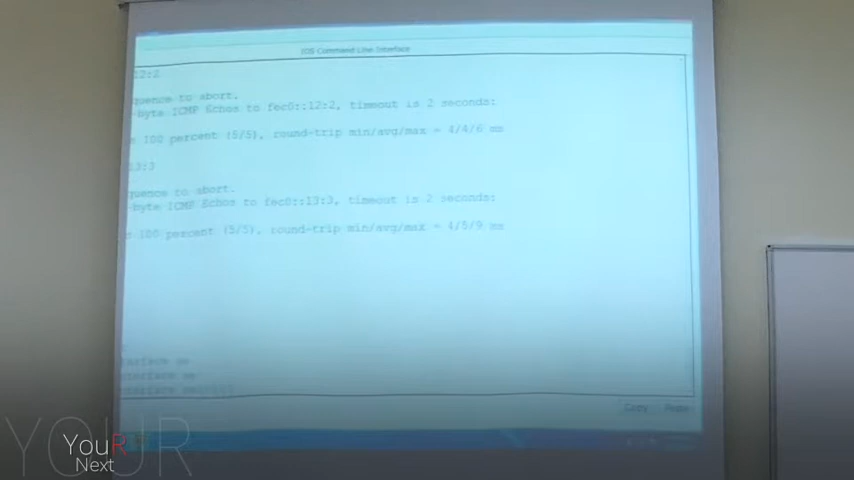 IOS Command Line Interface
12:2
quence to abort.
-byte ICMP Echos to fec0::12:2, timeout is 2 seconds:
100 percent (5/5), round-trip min/avg/max = 4/4/6 ms
13:3
quence to abort.
-byte ICMP Echos to fec0::13:3, timeout is 2 seconds:
100 percent (5/5), round-trip min/avg/max = 4/5/9 ms
terface
terface
terface
Copy Paste
YOUR
YouR
Next